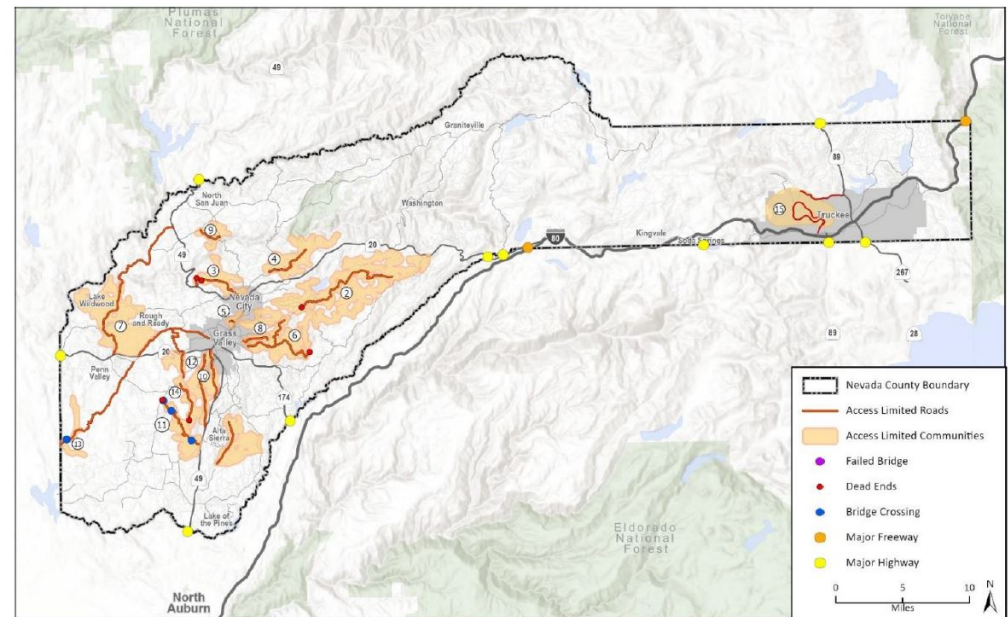 Plumas
National
Forest
Toiyabe
National
Forest
49
Graniteville
North
San Juan
89
Washington
9
15
Truckee
20
80
Kingvale
Soda Springs
49
4
3
2
267
Nevada
City
5
Lake
Wildwood
7
Rough
and Ready
8
6
Grass
Valley
89
28
20
12
10
Penn
Valley
14
174
11
Alta
Sierra
13
49
Lake of
the Pines
Eldorado
National
Forest
North
Auburn
Nevada County Boundary
Access Limited Roads
Access Limited Communities
Failed Bridge
Dead Ends
Bridge Crossing
Major Freeway
Major Highway
0 5 10
Miles
N